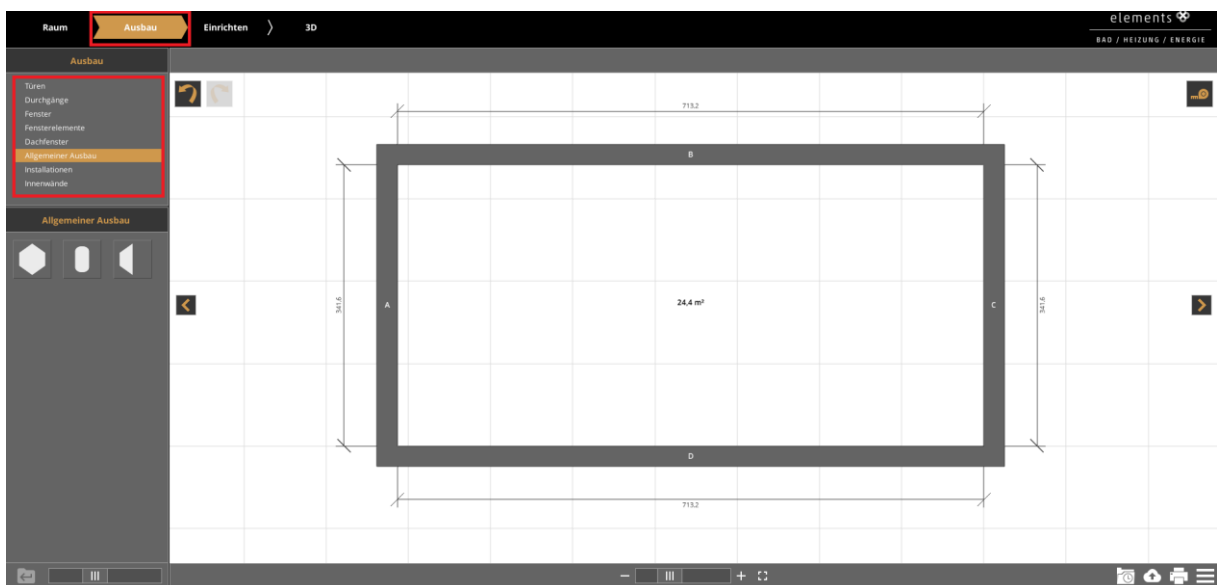 Raum
Ausbau
Einrichten
3D
elements
BAD / HEIZUNG / ENERGIE
Ausbau
Türen
Durchgänge
Fenster
Fensterelemente
Dachfenster
Allgemeiner Ausbau
Installationen
Innenwände
Allgemeiner Ausbau
713,2
B
341,6
A
24,4 m²
C
341,6
D
713,2